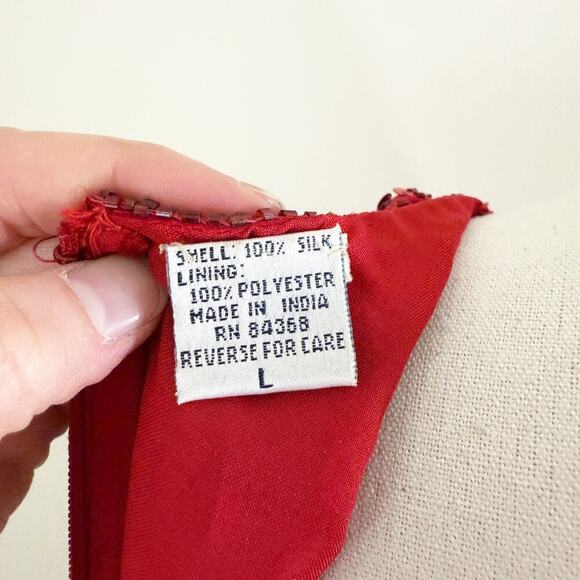 SHELL: 100% SILK
LINING:
100% POLYESTER
MADE IN INDIA
RN 84368
REVERSE FOR CARE
L